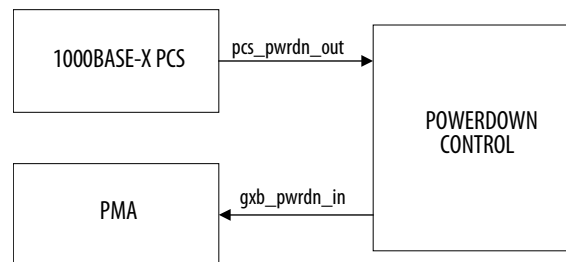 1000BASE-X PCS
pcs_pwrdn_out
POWERDOWN
CONTROL
PMA
gxb_pwrdn_in